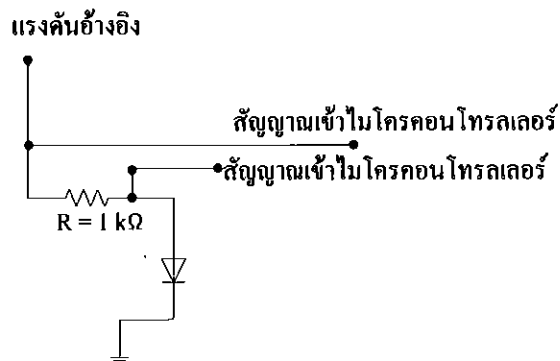 แรงดันอ้างอิง
สัญญาณเข้าไมโครคอนโทรลเลอร์
สัญญาณเข้าไมโครคอนโทรลเลอร์
R = 1 kΩ